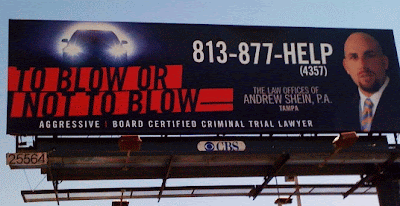 813-877-HELP
(4357)
TO BLOW OR
NOT TO BLOW
THE LAW OFFICES OF
ANDREW SHEIN, P.A.
TAMPA
AGGRESSIVE | BOARD CERTIFIED CRIMINAL TRIAL LAWYER
CBS
25564